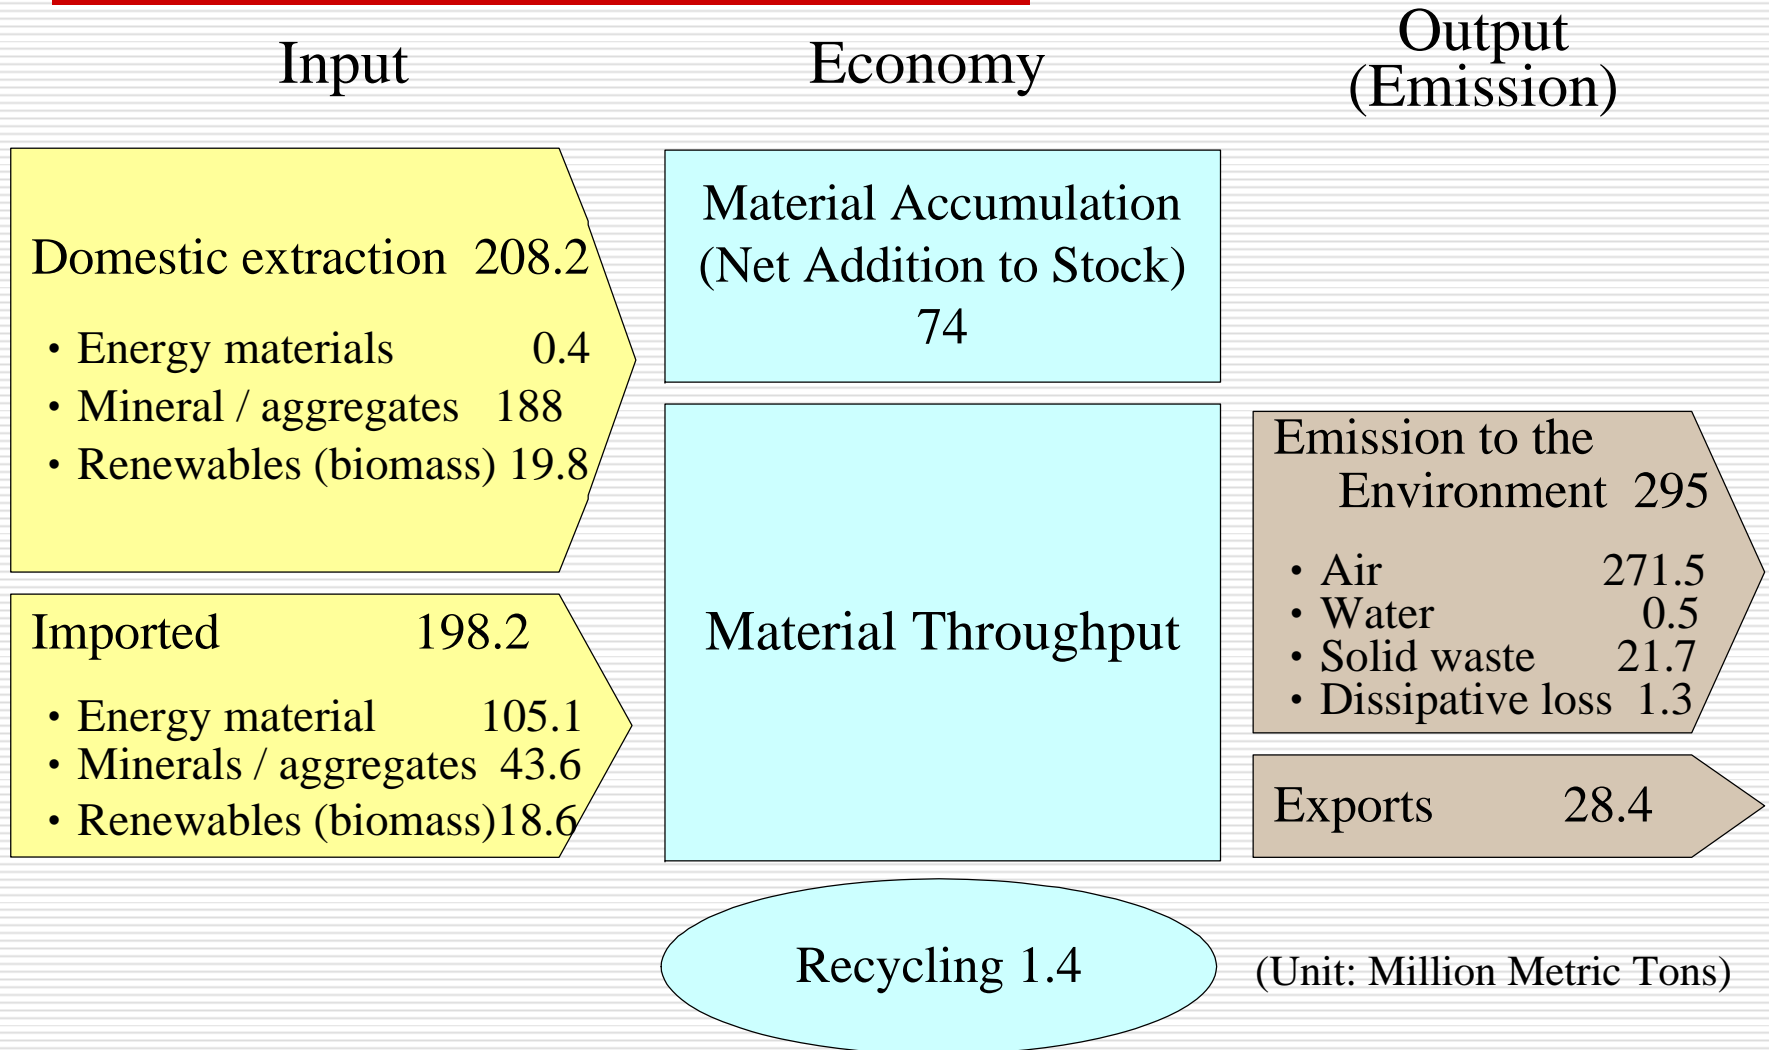 Input
Economy
Output
(Emission)
Domestic extraction 208.2
・Energy materials 0.4
・Mineral / aggregates 188
・Renewables (biomass) 19.8
Imported 198.2
・Energy material 105.1
・Minerals / aggregates 43.6
・Renewables (biomass)18.6
Material Accumulation
(Net Addition to Stock)
74
Material Throughput
Recycling 1.4
Emission to the
Environment 295
・Air 271.5
・Water 0.5
・Solid waste 21.7
・Dissipative loss 1.3
Exports 28.4
(Unit: Million Metric Tons)